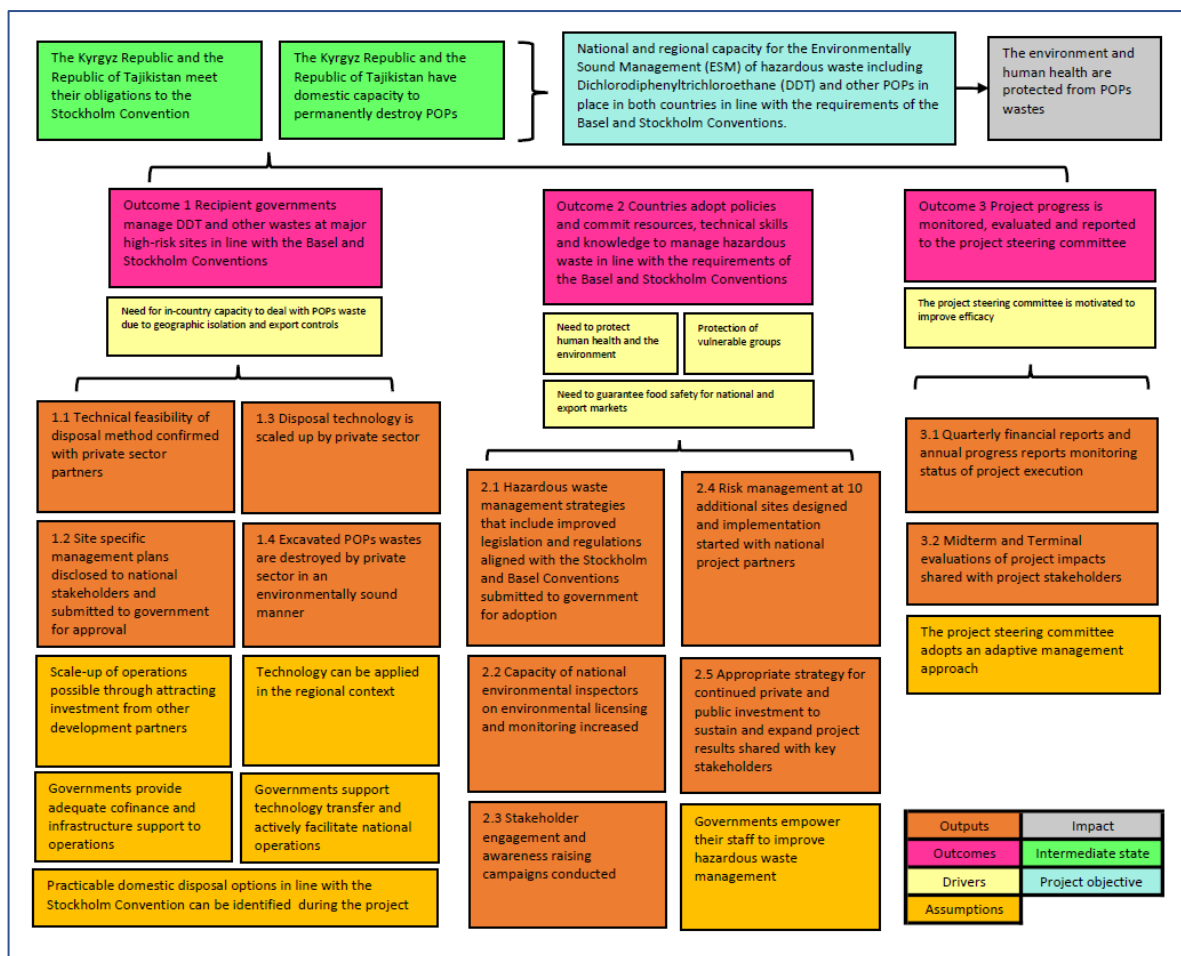 The Kyrgyz Republic and the
Republic of Tajikistan meet
their obligations to the
Stockholm Convention
The Kyrgyz Republic and the
Republic of Tajikistan have
domestic capacity to
permanently destroy POPs
National and regional capacity for the Environmentally
Sound Management (ESM) of hazardous waste including
Dichlorodiphenyltrichloroethane (DDT) and other POPs in
place in both countries in line with the requirements of the
Basel and Stockholm Conventions.
The environment and
human health are
protected from POPs
wastes
Outcome 1 Recipient governments
manage DDT and other wastes at major
high-risk sites in line with the Basel and
Stockholm Conventions
Need for in-country capacity to deal with POPs waste
due to geographic isolation and export controls
1.1 Technical feasibility of
disposal method confirmed
with private sector
partners
1.3 Disposal technology is
scaled up by private sector
1.2 Site specific
management plans
disclosed to national
stakeholders and
submitted to government
for approval
1.4 Excavated POPs wastes
are destroyed by private
sector in an
environmentally sound
manner
Scale-up of operations
possible through attracting
investment from other
development partners
Technology can be applied
in the regional context
Governments provide
adequate cofinance and
infrastructure support to
operations
Governments support
technology transfer and
actively facilitate national
operations
Practicable domestic disposal options in line with the
Stockholm Convention can be identified during the project
Outcome 2 Countries adopt policies
and commit resources, technical skills
and knowledge to manage hazardous
waste in line with the requirements of
the Basel and Stockholm Conventions
Need to protect
human health and the
environment
Protection of
vulnerable groups
Need to guarantee food safety for national and
export markets
2.1 Hazardous waste
management strategies
that include improved
legislation and regulations
aligned with the Stockholm
and Basel Conventions
submitted to government
for adoption
2.4 Risk management at 10
additional sites designed
and implementation
started with national
project partners
2.2 Capacity of national
environmental inspectors
on environmental licensing
and monitoring increased
2.5 Appropriate strategy for
continued private and
public investment to
sustain and expand project
results shared with key
stakeholders
2.3 Stakeholder
engagement and
awareness raising
campaigns conducted
Governments empower
their staff to improve
hazardous waste
management
Outcome 3 Project progress is
monitored, evaluated and reported
to the project steering committee
The project steering committee is motivated to
improve efficacy
3.1 Quarterly financial reports and
annual progress reports monitoring
status of project execution
3.2 Midterm and Terminal
evaluations of project impacts
shared with project stakeholders
The project steering committee
adopts an adaptive management
approach
Outputs
Impact
Outcomes
Intermediate state
Drivers
Project objective
Assumptions